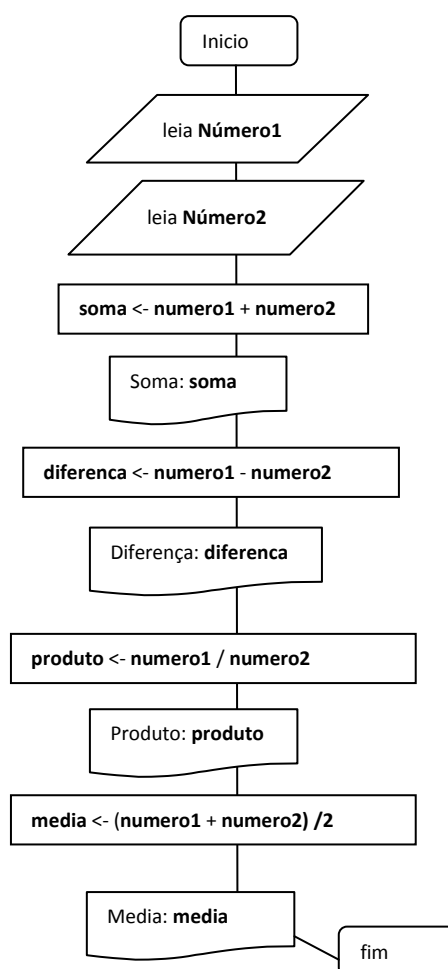 Inicio
leia Número1
leia Número2
soma <- numero1 + numero2
Soma: soma
diferenca <- numero1 - numero2
Diferença: diferenca
produto <- numero1 / numero2
Produto: produto
media <- (numero1 + numero2) /2
Media: media
fim